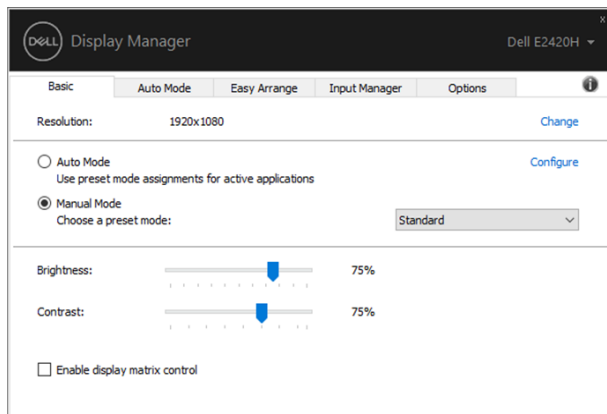 DELL Display Manager
Dell E2420H
Basic Auto Mode Easy Arrange Input Manager Options
Resolution: 1920x1080 Change
Auto Mode Configure
Use preset mode assignments for active applications
Manual Mode
Choose a preset mode: Standard
Brightness: 75%
Contrast: 75%
Enable display matrix control